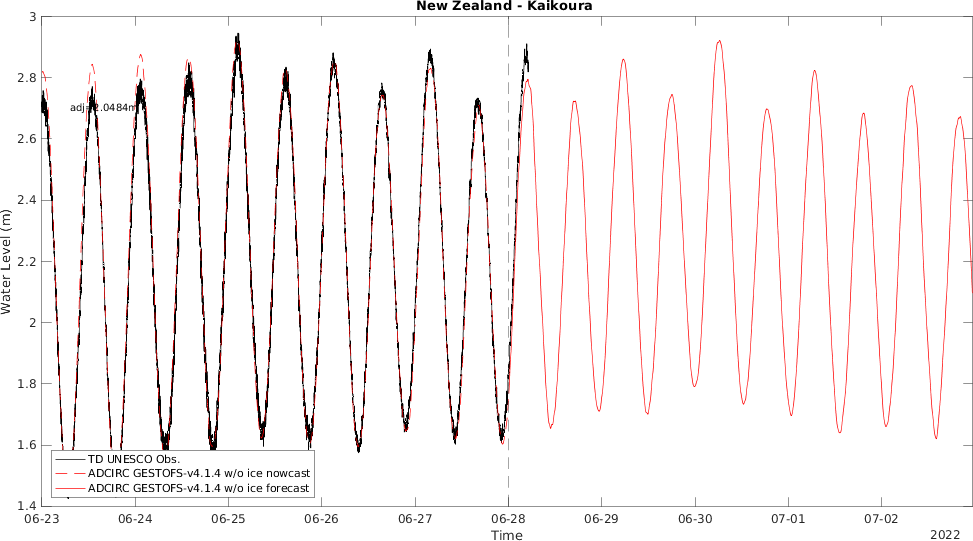 New Zealand - Kaikoura
3
2.8
2.6
2.4
2.2
2
1.8
1.6
1.4
Water Level (m)
TD UNESCO Obs.
ADCIRC GESTOFS-v4.1.4 w/o ice nowcast
ADCIRC GESTOFS-v4.1.4 w/o ice forecast
06-23 06-24 06-25 06-26 06-27 06-28 06-29 06-30 07-01 07-02
Time
2022